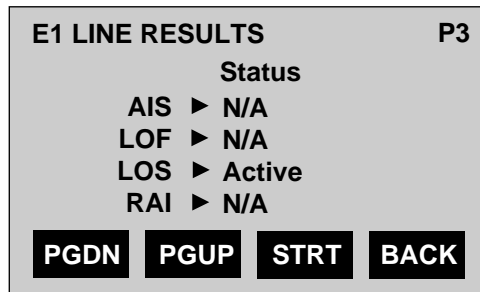 E1 LINE RESULTS P3
Status
AIS ► N/A
LOF ► N/A
LOS ► Active
RAI ► N/A
PGDN PGUP STRT BACK